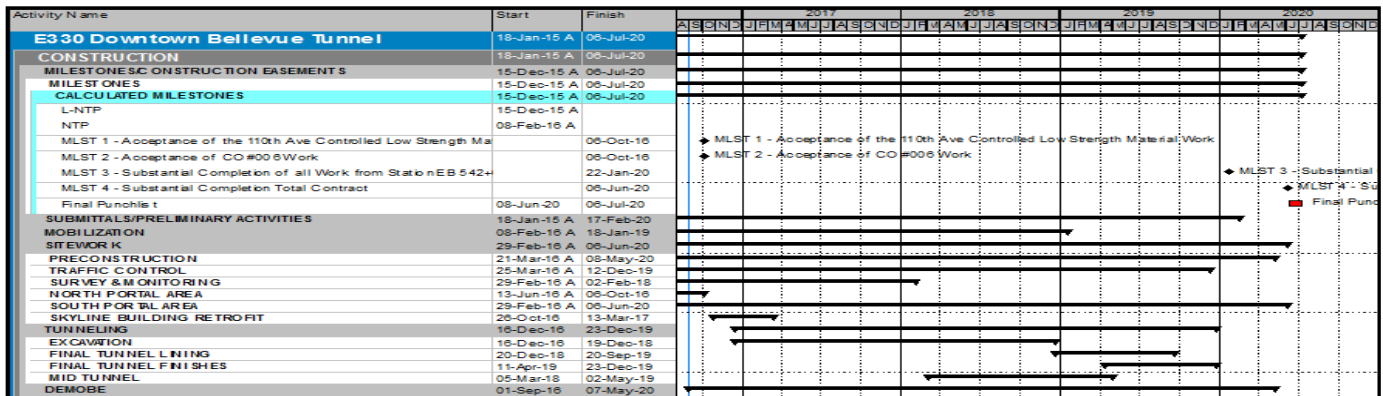 Activity Name Start Finish 2017 2018 2019 2020
A S O N D J F M A M J J A S O N D J F M A M J J A S O N D J F M A M J J A S O N D J F M A M J J A S O N D
E330 Downtown Bellevue Tunnel 18-Jan-15 A 06-Jul-20
CONSTRUCTION 18-Jan-15 A 06-Jul-20
MILESTONES/CONSTRUCTION EASEMENTS 15-Dec-15 A 06-Jul-20
MILESTONES 15-Dec-15 A 06-Jul-20
CALCULATED MILESTONES 15-Dec-15 A 06-Jul-20
L-NTP 15-Dec-15 A
NTP 08-Feb-16 A
MLST 1 - Acceptance of the 110th Ave Controlled Low Strength Ma 06-Oct-16 MLST 1 - Acceptance of the 110th Ave Controlled Low Strength Material Work
MLST 2 - Acceptance of CO #006 Work 06-Oct-16 MLST 2 - Acceptance of CO #006 Work
MLST 3 - Substantial Completion of all Work from Station EB 542+ 22-Jan-20 MLST 3 - Substantial
MLST 4 - Substantial Completion Total Contract 06-Jun-20 MLST 4 - Su
Final Punchlist 08-Jun-20 06-Jul-20 Final Punc
SUBMITTALS/PRELIMINARY ACTIVITIES 18-Jan-15 A 17-Feb-20
MOBILIZATION 08-Feb-16 A 18-Jan-19
SITEWORK 29-Feb-16 A 06-Jun-20
PRECONSTRUCTION 21-Mar-16 A 08-May-20
TRAFFIC CONTROL 25-Mar-16 A 12-Dec-19
SURVEY & MONITORING 29-Feb-16 A 02-Feb-18
NORTH PORTAL AREA 13-Jun-16 A 06-Oct-16
SOUTH PORTAL AREA 29-Feb-16 A 06-Jun-20
SKYLINE BUILDING RETROFIT 26-Oct-16 13-Mar-17
TUNNELING 16-Dec-16 23-Dec-19
EXCAVATION 16-Dec-16 19-Dec-18
FINAL TUNNEL LINING 20-Dec-18 20-Sep-19
FINAL TUNNEL FINISHES 11-Apr-19 23-Dec-19
MID TUNNEL 05-Mar-18 02-May-19
DEMOBE 01-Sep-16 07-May-20